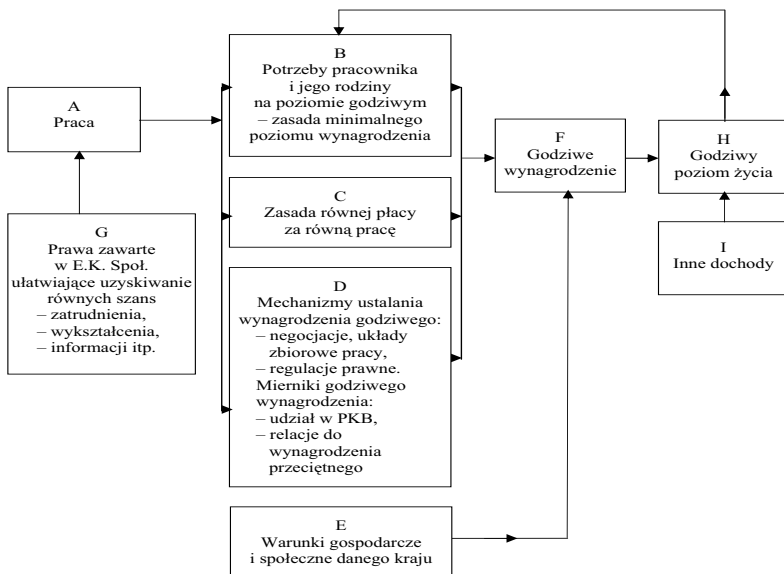 A
Praca
G
Prawa zawarte
w E.K. Społ.
ułatwiające uzyskiwanie
równych szans
– zatrudnienia,
– wykształcenia,
– informacji itp.
B
Potrzeby pracownika
i jego rodziny
na poziomie godziwym
– zasada minimalnego
poziomu wynagrodzenia
C
Zasada równej płacy
za równą pracę
D
Mechanizmy ustalania
wynagrodzenia godziwego:
– negocjacje, układy
zbiorowe pracy,
– regulacje prawne.
Mierniki godziwego
wynagrodzenia:
– udział w PKB,
– relacje do
wynagrodzenia
przeciętnego
E
Warunki gospodarcze
i społeczne danego kraju
F
Godziwe
wynagrodzenie
H
Godziwy
poziom życia
I
Inne dochody